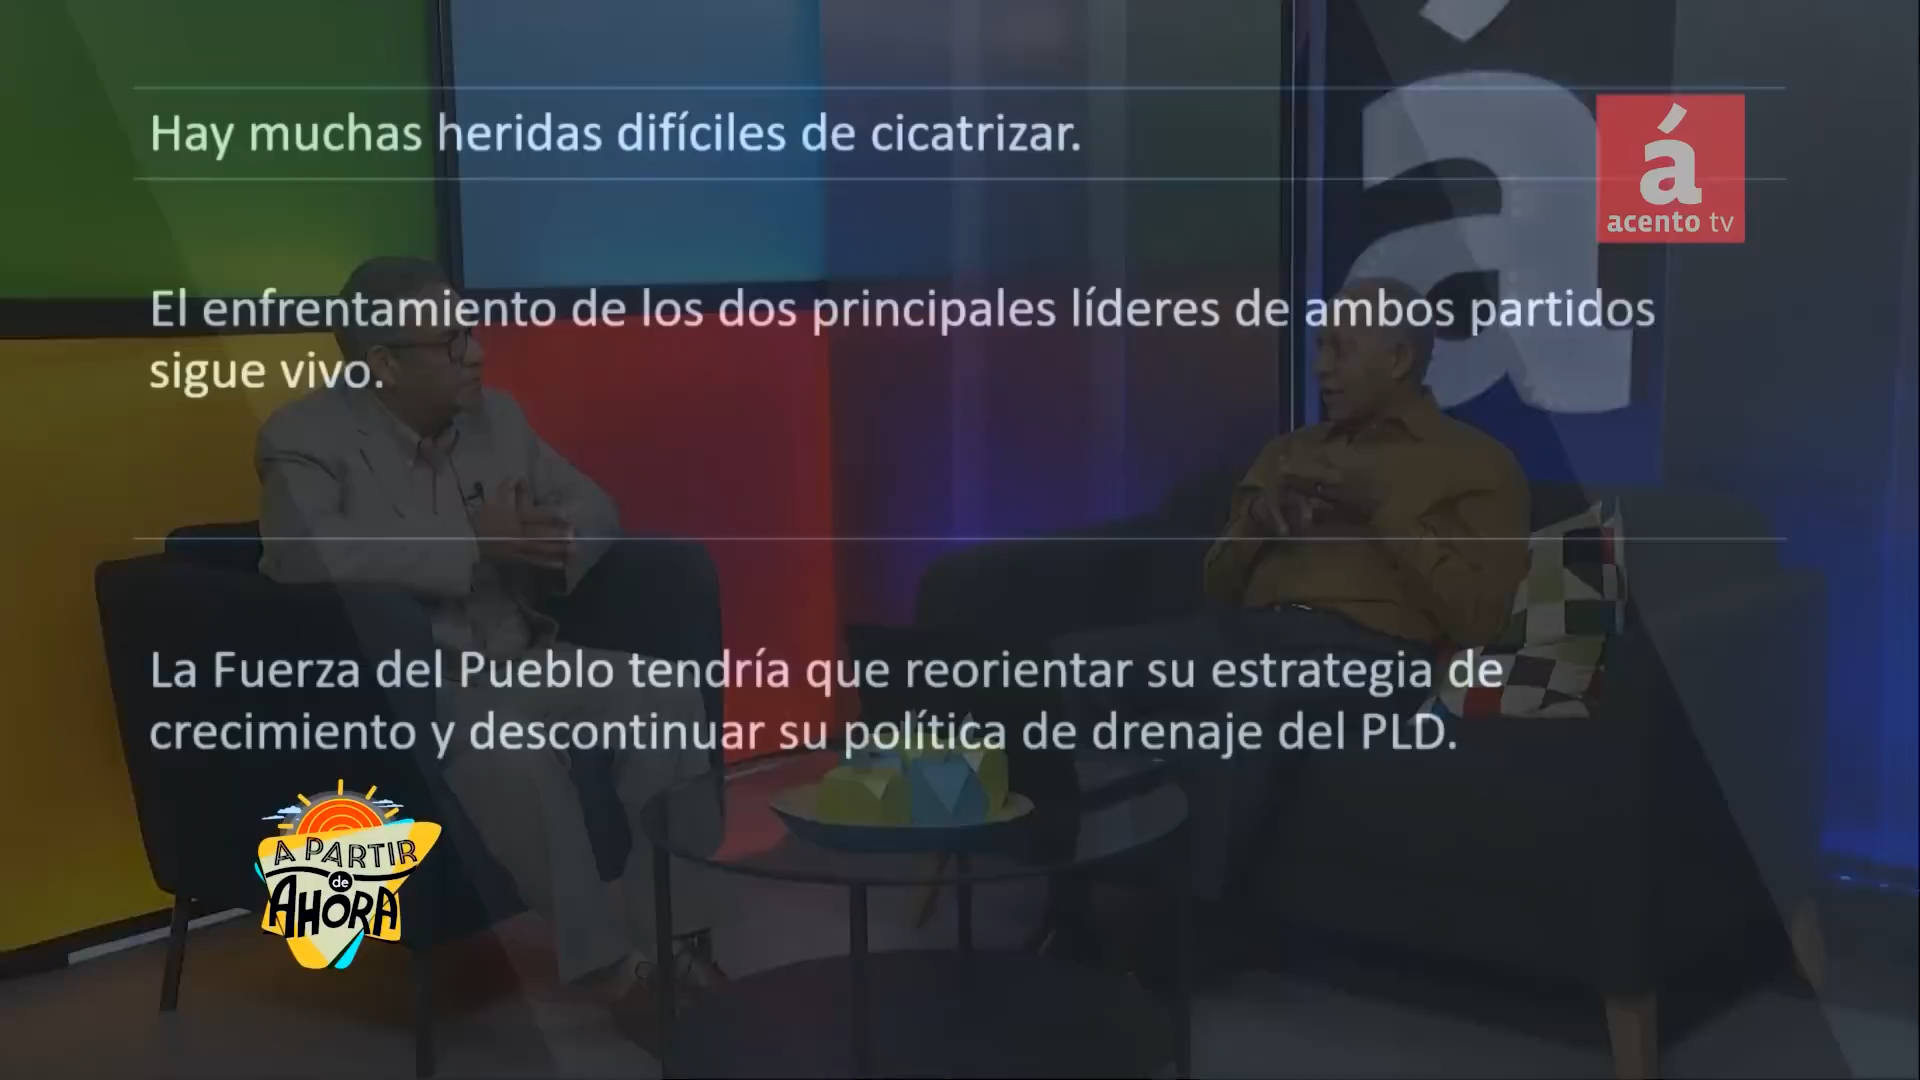 Hay muchas heridas difíciles de cicatrizar.
á
acento tv
El enfrentamiento de los dos principales líderes de ambos partidos
sigue vivo.
La Fuerza del Pueblo tendría que reorientar su estrategia de
crecimiento y descontinuar su política de drenaje del PLD.
A PARTIR
de
AHORA